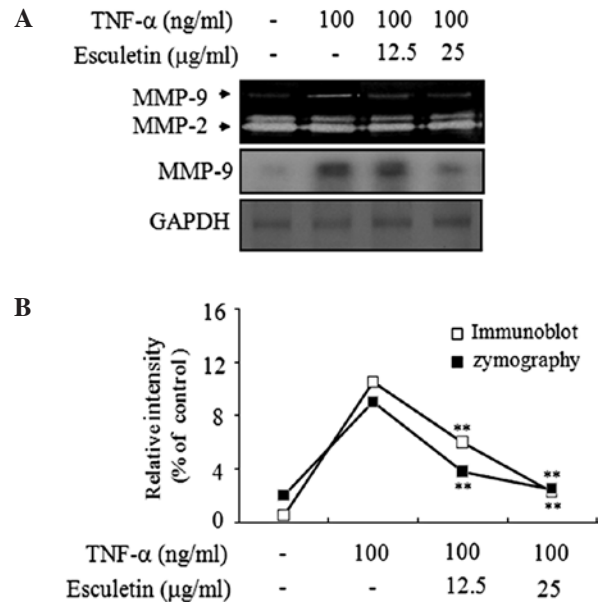 A
TNF-α (ng/ml) - 100 100 100
Esculetin (µg/ml) - - 12.5 25
MMP-9
MMP-2
MMP-9
GAPDH
B
Relative intensity
(% of control)
16
12
8
4
0
Immunoblot
zymography
**
**
**
**
TNF-α (ng/ml) - 100 100 100
Esculetin (µg/ml) - - 12.5 25